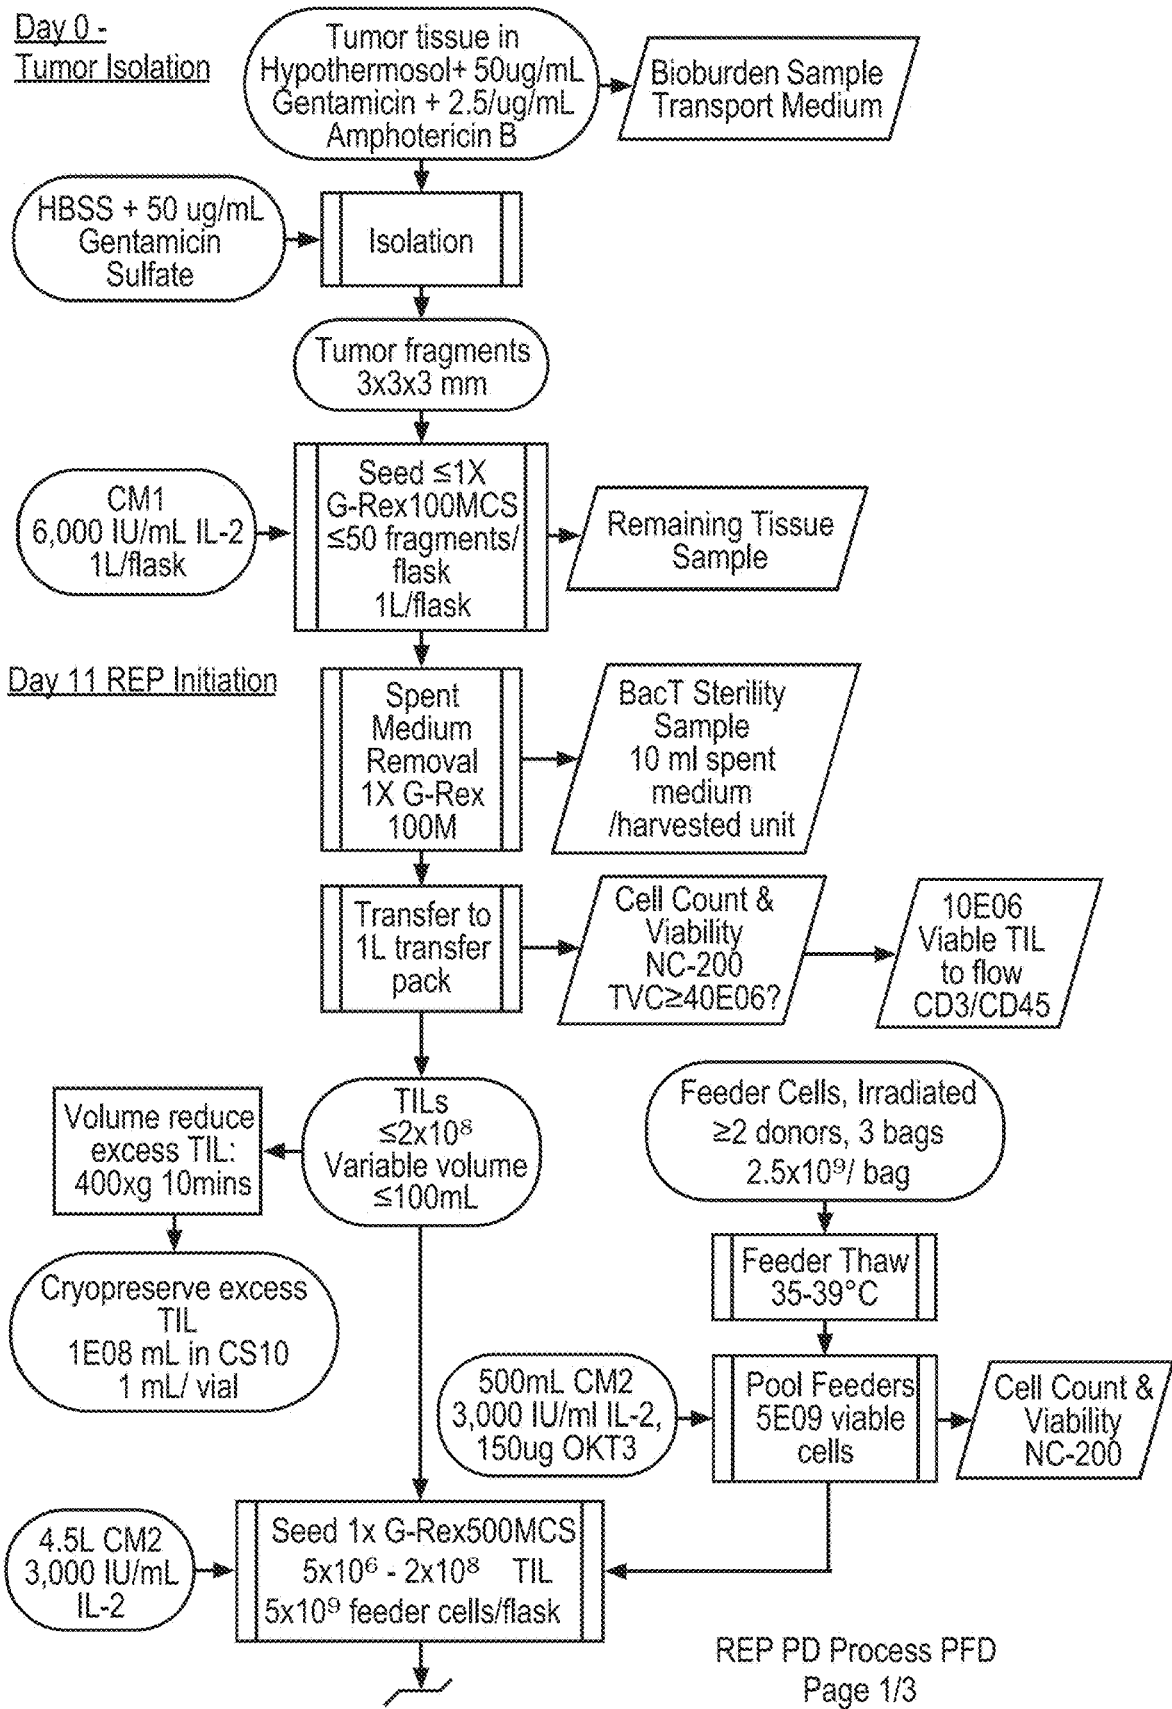 Day 0 -
Tumor Isolation
Tumor tissue in
Hypothermosol+ 50ug/mL
Gentamicin + 2.5/ug/mL
Amphotericin B
Bioburden Sample
Transport Medium
HBSS + 50 ug/mL
Gentamicin
Sulfate
Isolation
Tumor fragments
3x3x3 mm
CM1
6,000 IU/mL IL-2
1L/flask
Seed ≤1X
G-Rex100MCS
≤50 fragments/
flask
1L/flask
Remaining Tissue
Sample
Day 11 REP Initiation
Spent
Medium
Removal
1X G-Rex
100M
BacT Sterility
Sample
10 ml spent
medium
/harvested unit
Transfer to
1L transfer
pack
Cell Count &
Viability
NC-200
TVC≥40E06?
10E06
Viable TIL
to flow
CD3/CD45
Volume reduce
excess TIL:
400xg 10mins
TILs
≤2x10⁸
Variable volume
≤100mL
Feeder Cells, Irradiated
≥2 donors, 3 bags
2.5x10⁹/ bag
Cryopreserve excess
TIL
1E08 mL in CS10
1 mL/ vial
Feeder Thaw
35-39°C
500mL CM2
3,000 IU/ml IL-2,
150ug OKT3
Pool Feeders
5E09 viable
cells
Cell Count &
Viability
NC-200
4.5L CM2
3,000 IU/mL
IL-2
Seed 1x G-Rex500MCS
5x10⁶ - 2x10⁸ TIL
5x10⁹ feeder cells/flask
REP PD Process PFD
Page 1/3